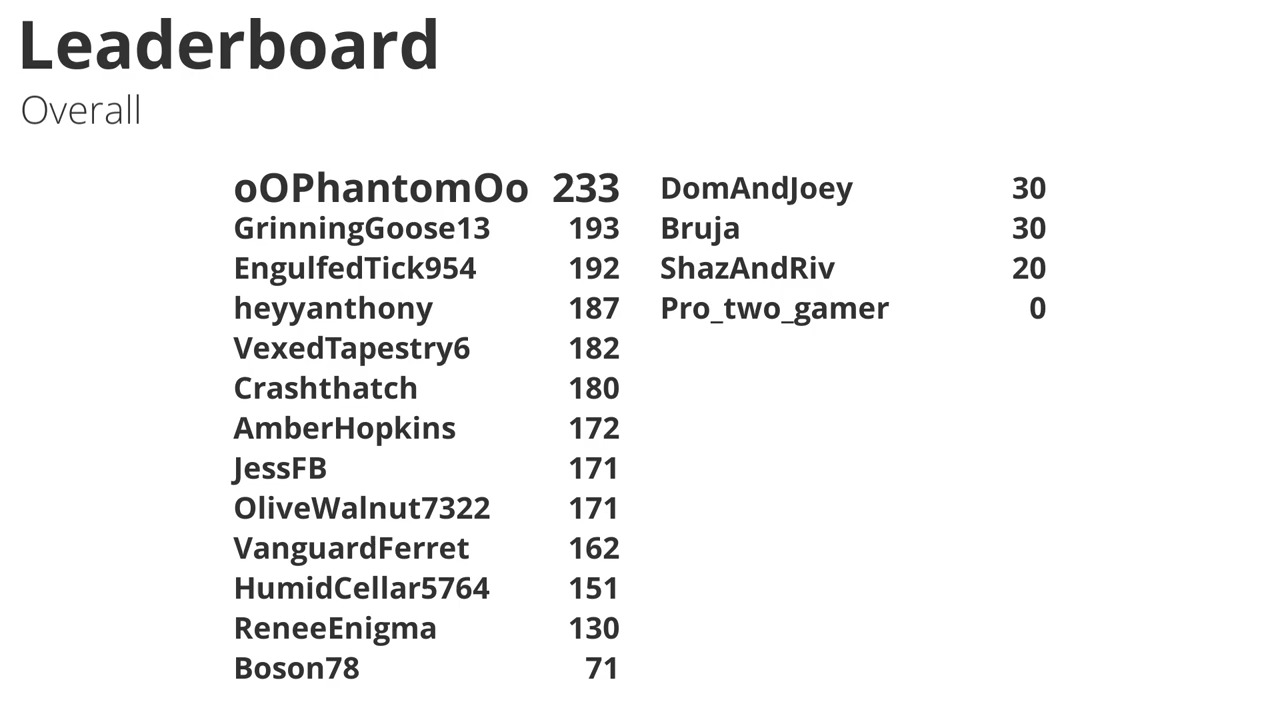 Leaderboard
Overall
oOPhantomOo 233
GrinningGoose13 193
EngulfedTick954 192
heyyanthony 187
VexedTapestry6 182
Crashthatch 180
AmberHopkins 172
JessFB 171
OliveWalnut7322 171
VanguardFerret 162
HumidCellar5764 151
ReneeEnigma 130
Boson78 71
DomAndJoey 30
Bruja 30
ShazAndRiv 20
Pro_two_gamer 0